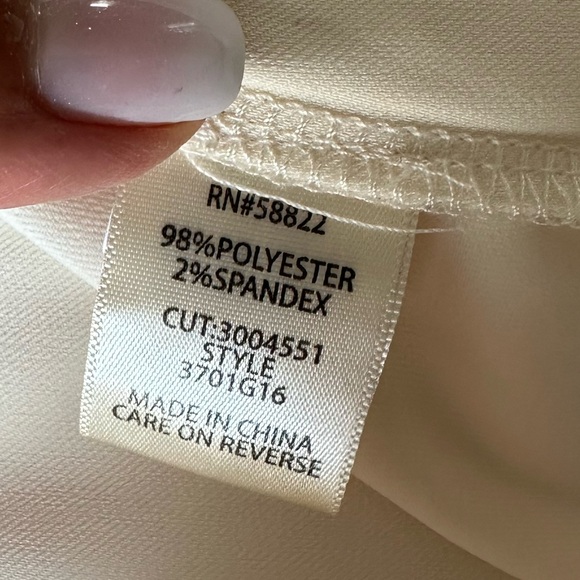 RN#58822
98%POLYESTER
2%SPANDEX
CUT:3004551
STYLE
3701G16
MADE IN CHINA
CARE ON REVERSE